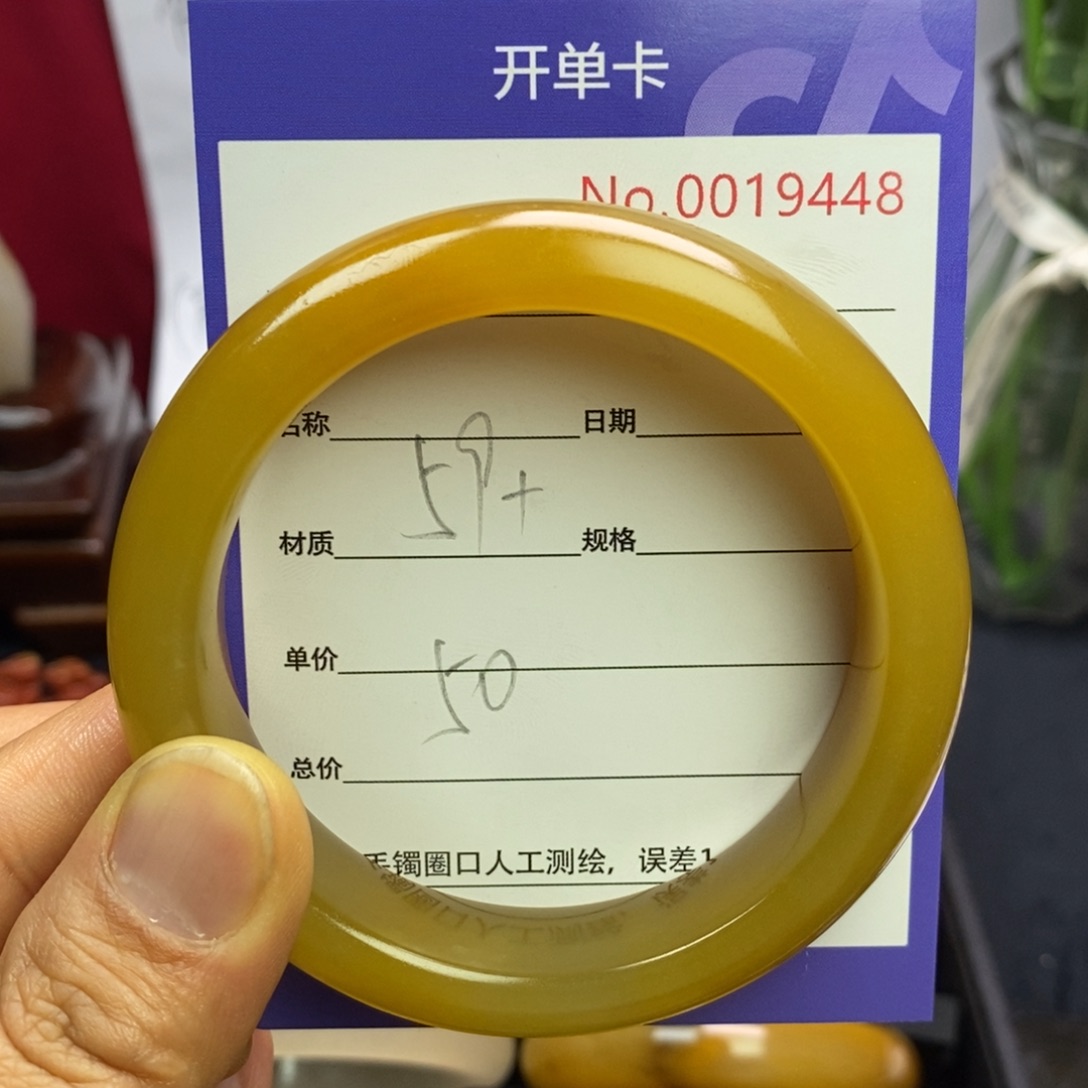 开单卡
No.0019448
名称 日期
59+
材质 规格
单价
50
总价
手镯圈口人工测绘, 误差1